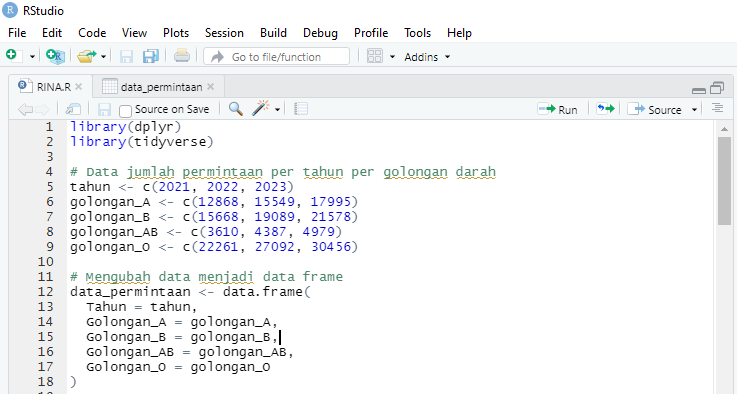 RStudio
File Edit Code View Plots Session Build Debug Profile Tools Help
Go to file/function Addins
RINA.R data_permintaan
Source on Save Run Source
1 library(dplyr)
2 library(tidyverse)
3
4 # Data jumlah permintaan per tahun per golongan darah
5 tahun <- c(2021, 2022, 2023)
6 golongan_A <- c(12868, 15549, 17995)
7 golongan_B <- c(15668, 19089, 21578)
8 golongan_AB <- c(3610, 4387, 4979)
9 golongan_O <- c(22261, 27092, 30456)
10
11 # Mengubah data menjadi data frame
12 data_permintaan <- data.frame(
13 Tahun = tahun,
14 Golongan_A = golongan_A,
15 Golongan_B = golongan_B,
16 Golongan_AB = golongan_AB,
17 Golongan_O = golongan_O
18 )